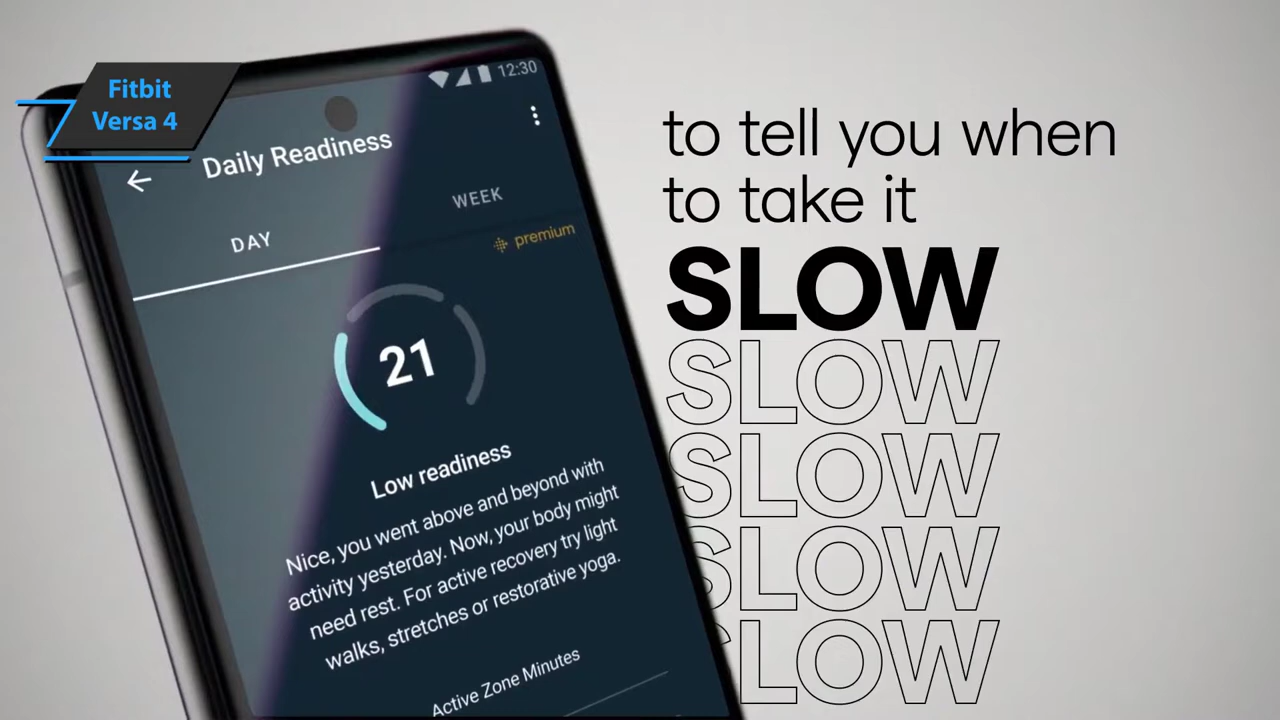 Fitbit
Versa 4
12:30
Daily Readiness
DAY
WEEK
premium
21
Low readiness
Nice, you went above and beyond with
activity yesterday. Now, your body might
need rest. For active recovery try light
walks, stretches or restorative yoga.
Active Zone Minutes
to tell you when
to take it
SLOW
SLOW
SLOW
SLOW
SLOW